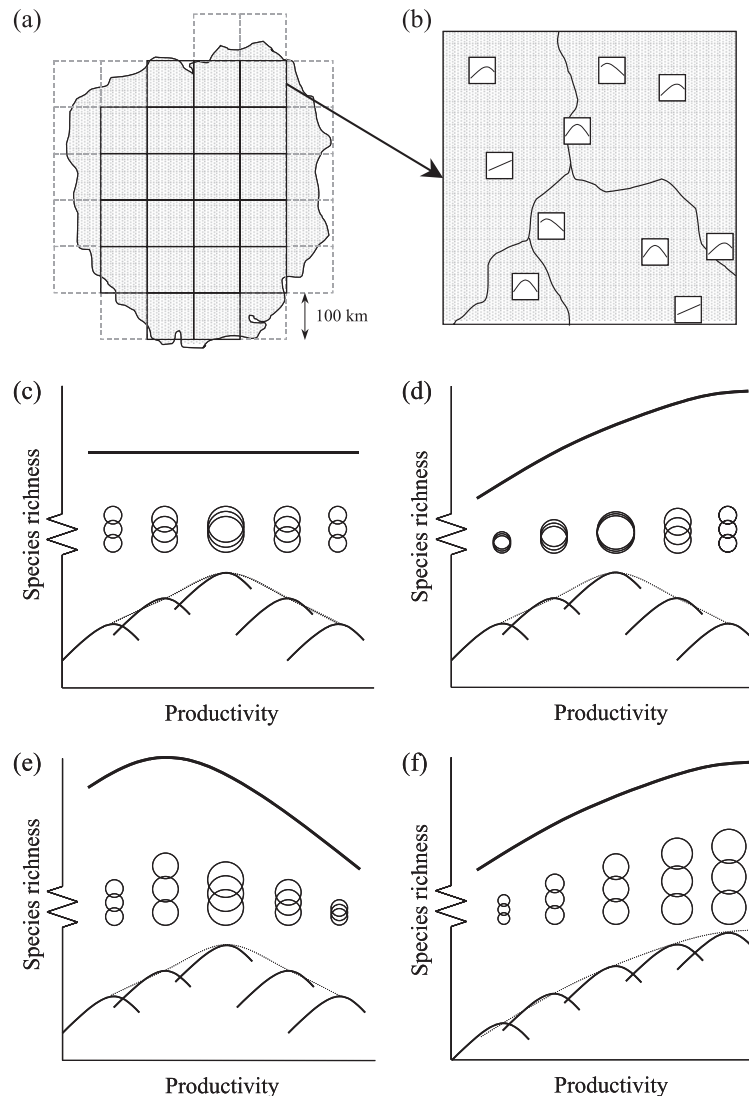 (a)
(b)
100 km
(c)
(d)
Species richness
Species richness
Productivity
Productivity
(e)
(f)
Species richness
Species richness
Productivity
Productivity